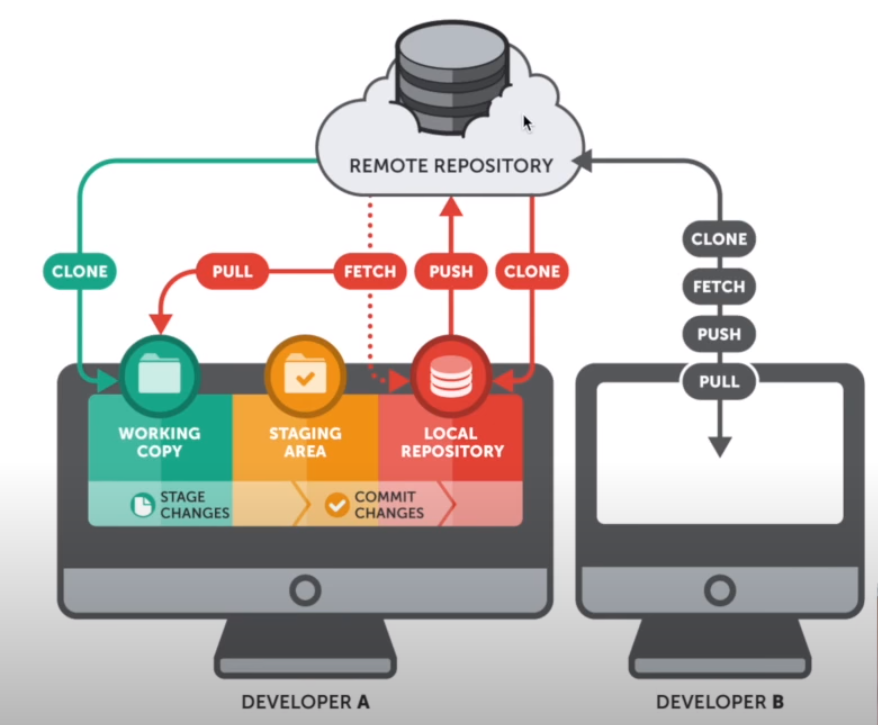 REMOTE REPOSITORY
CLONE
PULL
FETCH
PUSH
CLONE
CLONE
FETCH
PUSH
PULL
WORKING
COPY
STAGING
AREA
LOCAL
REPOSITORY
STAGE
CHANGES
COMMIT
CHANGES
DEVELOPER A
DEVELOPER B